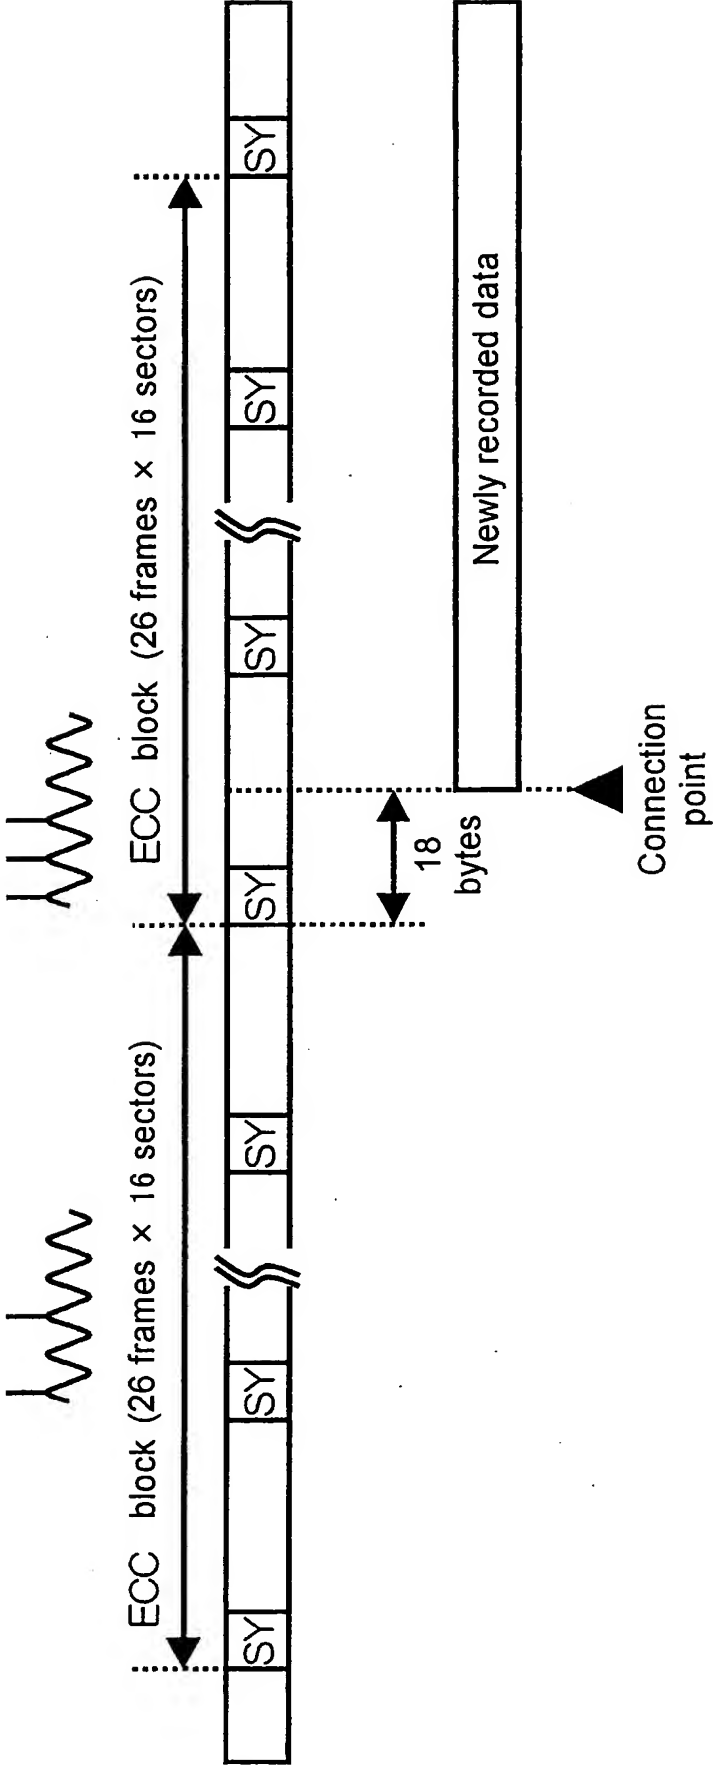 ECC block (26 frames × 16 sectors)
ECC block (26 frames × 16 sectors)
SY
SY
SY
SY
SY
SY
SY
18
bytes
Newly recorded data
Connection
point